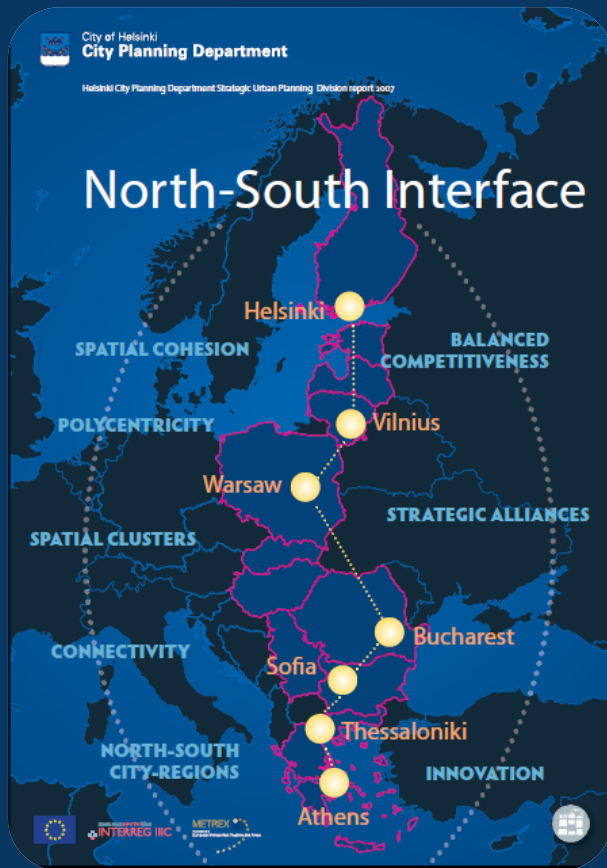 City of Helsinki
City Planning Department
Helsinki City Planning Department Strategic Urban Planning Division report 2007
North-South Interface
Helsinki
SPATIAL COHESION
BALANCED
COMPETITIVENESS
POLYCENTRICITY
Vilnius
Warsaw
STRATEGIC ALLIANCES
SPATIAL CLUSTERS
Bucharest
CONNECTIVITY
Sofia
Thessaloniki
NORTH-SOUTH
CITY-REGIONS
INNOVATION
Athens
INTERREG IIIC
METREX